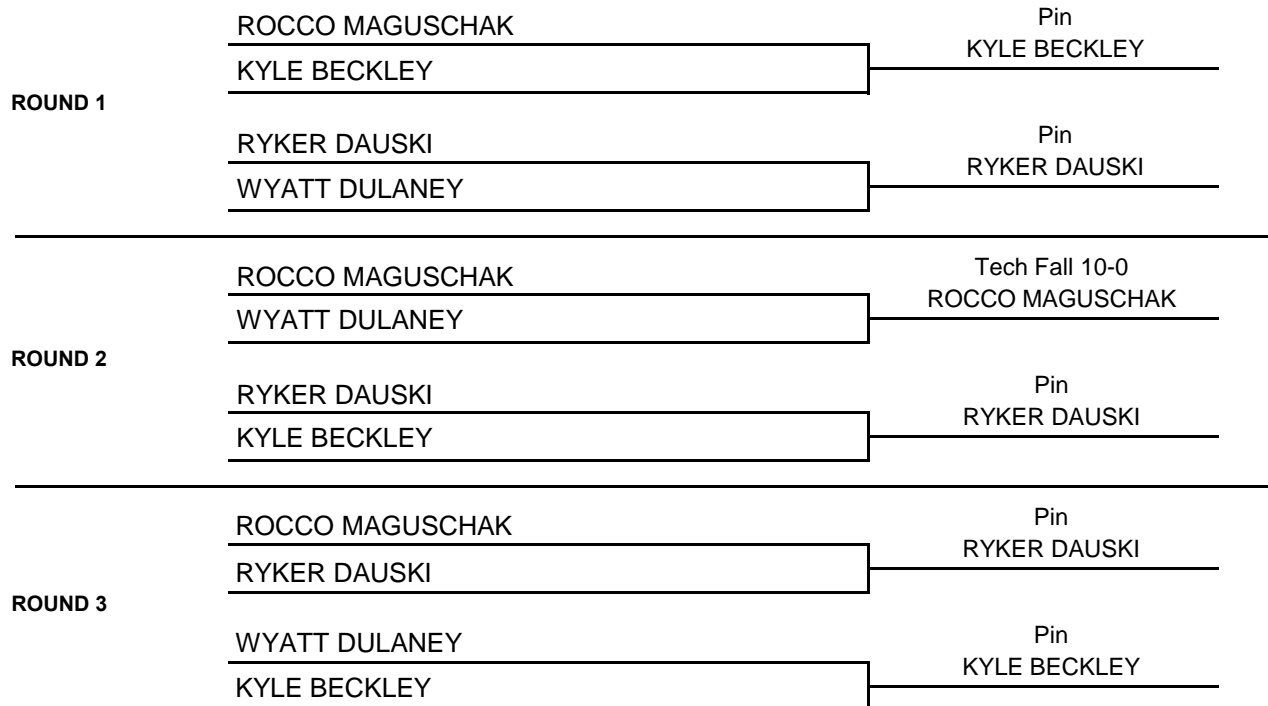 ROCCO MAGUSCHAK
Pin
KYLE BECKLEY
KYLE BECKLEY
ROUND 1
RYKER DAUSKI
Pin
RYKER DAUSKI
WYATT DULANEY
ROCCO MAGUSCHAK
Tech Fall 10-0
ROCCO MAGUSCHAK
WYATT DULANEY
ROUND 2
RYKER DAUSKI
Pin
RYKER DAUSKI
KYLE BECKLEY
ROCCO MAGUSCHAK
Pin
RYKER DAUSKI
RYKER DAUSKI
ROUND 3
WYATT DULANEY
Pin
KYLE BECKLEY
KYLE BECKLEY